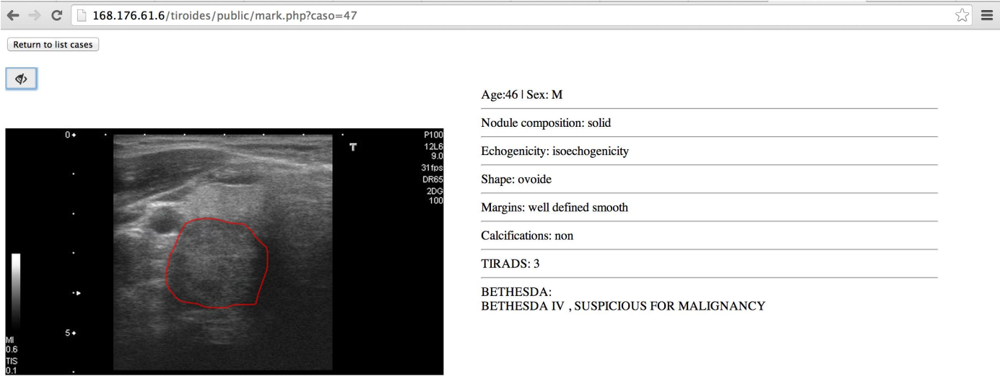 168.176.61.6/tiroides/public/mark.php?caso=47
Return to list cases
Age:46 | Sex: M
Nodule composition: solid
Echogenicity: isoechogenicity
Shape: ovoide
Margins: well defined smooth
Calcifications: non
TIRADS: 3
BETHESDA:
BETHESDA IV , SUSPICIOUS FOR MALIGNANCY
0
T
P100
12L6
9.0
31fps
DR65
2DG
100
5
MI
0.6
TIS
0.1